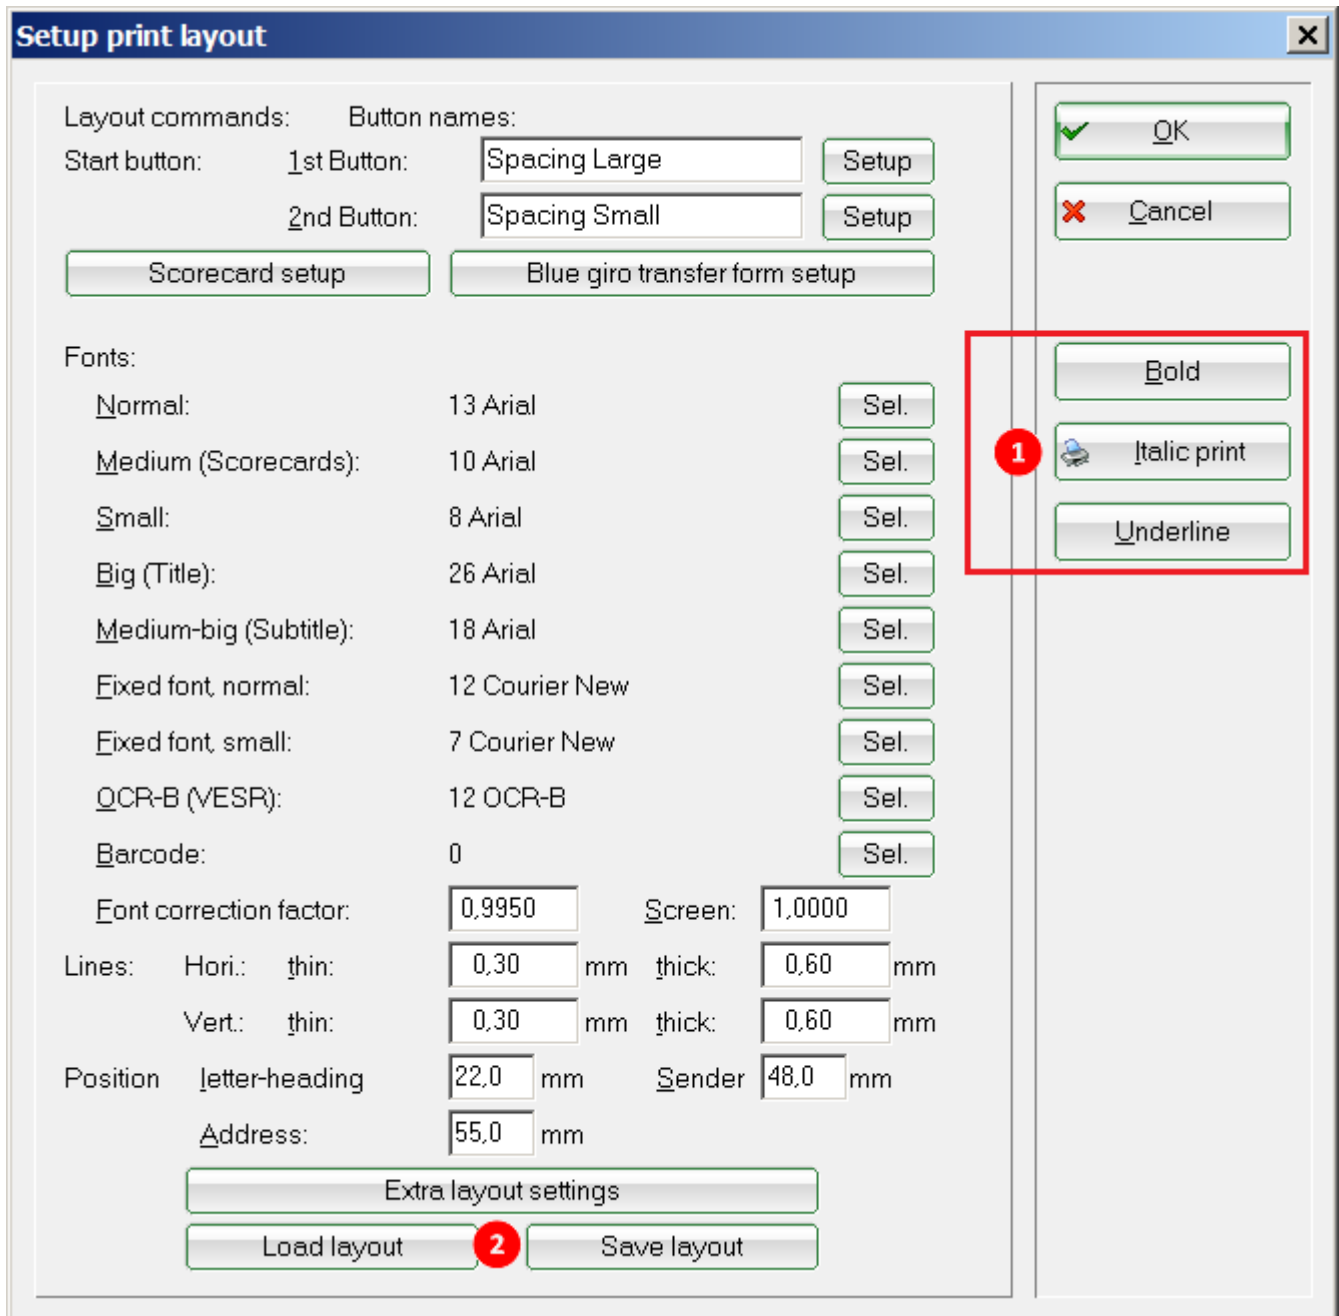 Setup print layout
Layout commands: Button names:
Start button: 1st Button: Spacing Large Setup
2nd Button: Spacing Small Setup
Scorecard setup Blue giro transfer form setup
Fonts:
Normal: 13 Arial Sel.
Medium (Scorecards): 10 Arial Sel.
Small: 8 Arial Sel.
Big (Title): 26 Arial Sel.
Medium-big (Subtitle): 18 Arial Sel.
Fixed font, normal: 12 Courier New Sel.
Fixed font, small: 7 Courier New Sel.
OCR-B (VESR): 12 OCR-B Sel.
Barcode: 0 Sel.
Font correction factor: 0,9950 Screen: 1,0000
Lines: Hori.: thin: 0,30 mm thick: 0,60 mm
Vert.: thin: 0,30 mm thick: 0,60 mm
Position letter-heading 22,0 mm Sender 48,0 mm
Address: 55,0 mm
Extra layout settings
Load layout 2 Save layout
OK
Cancel
Bold
1 Italic print
Underline